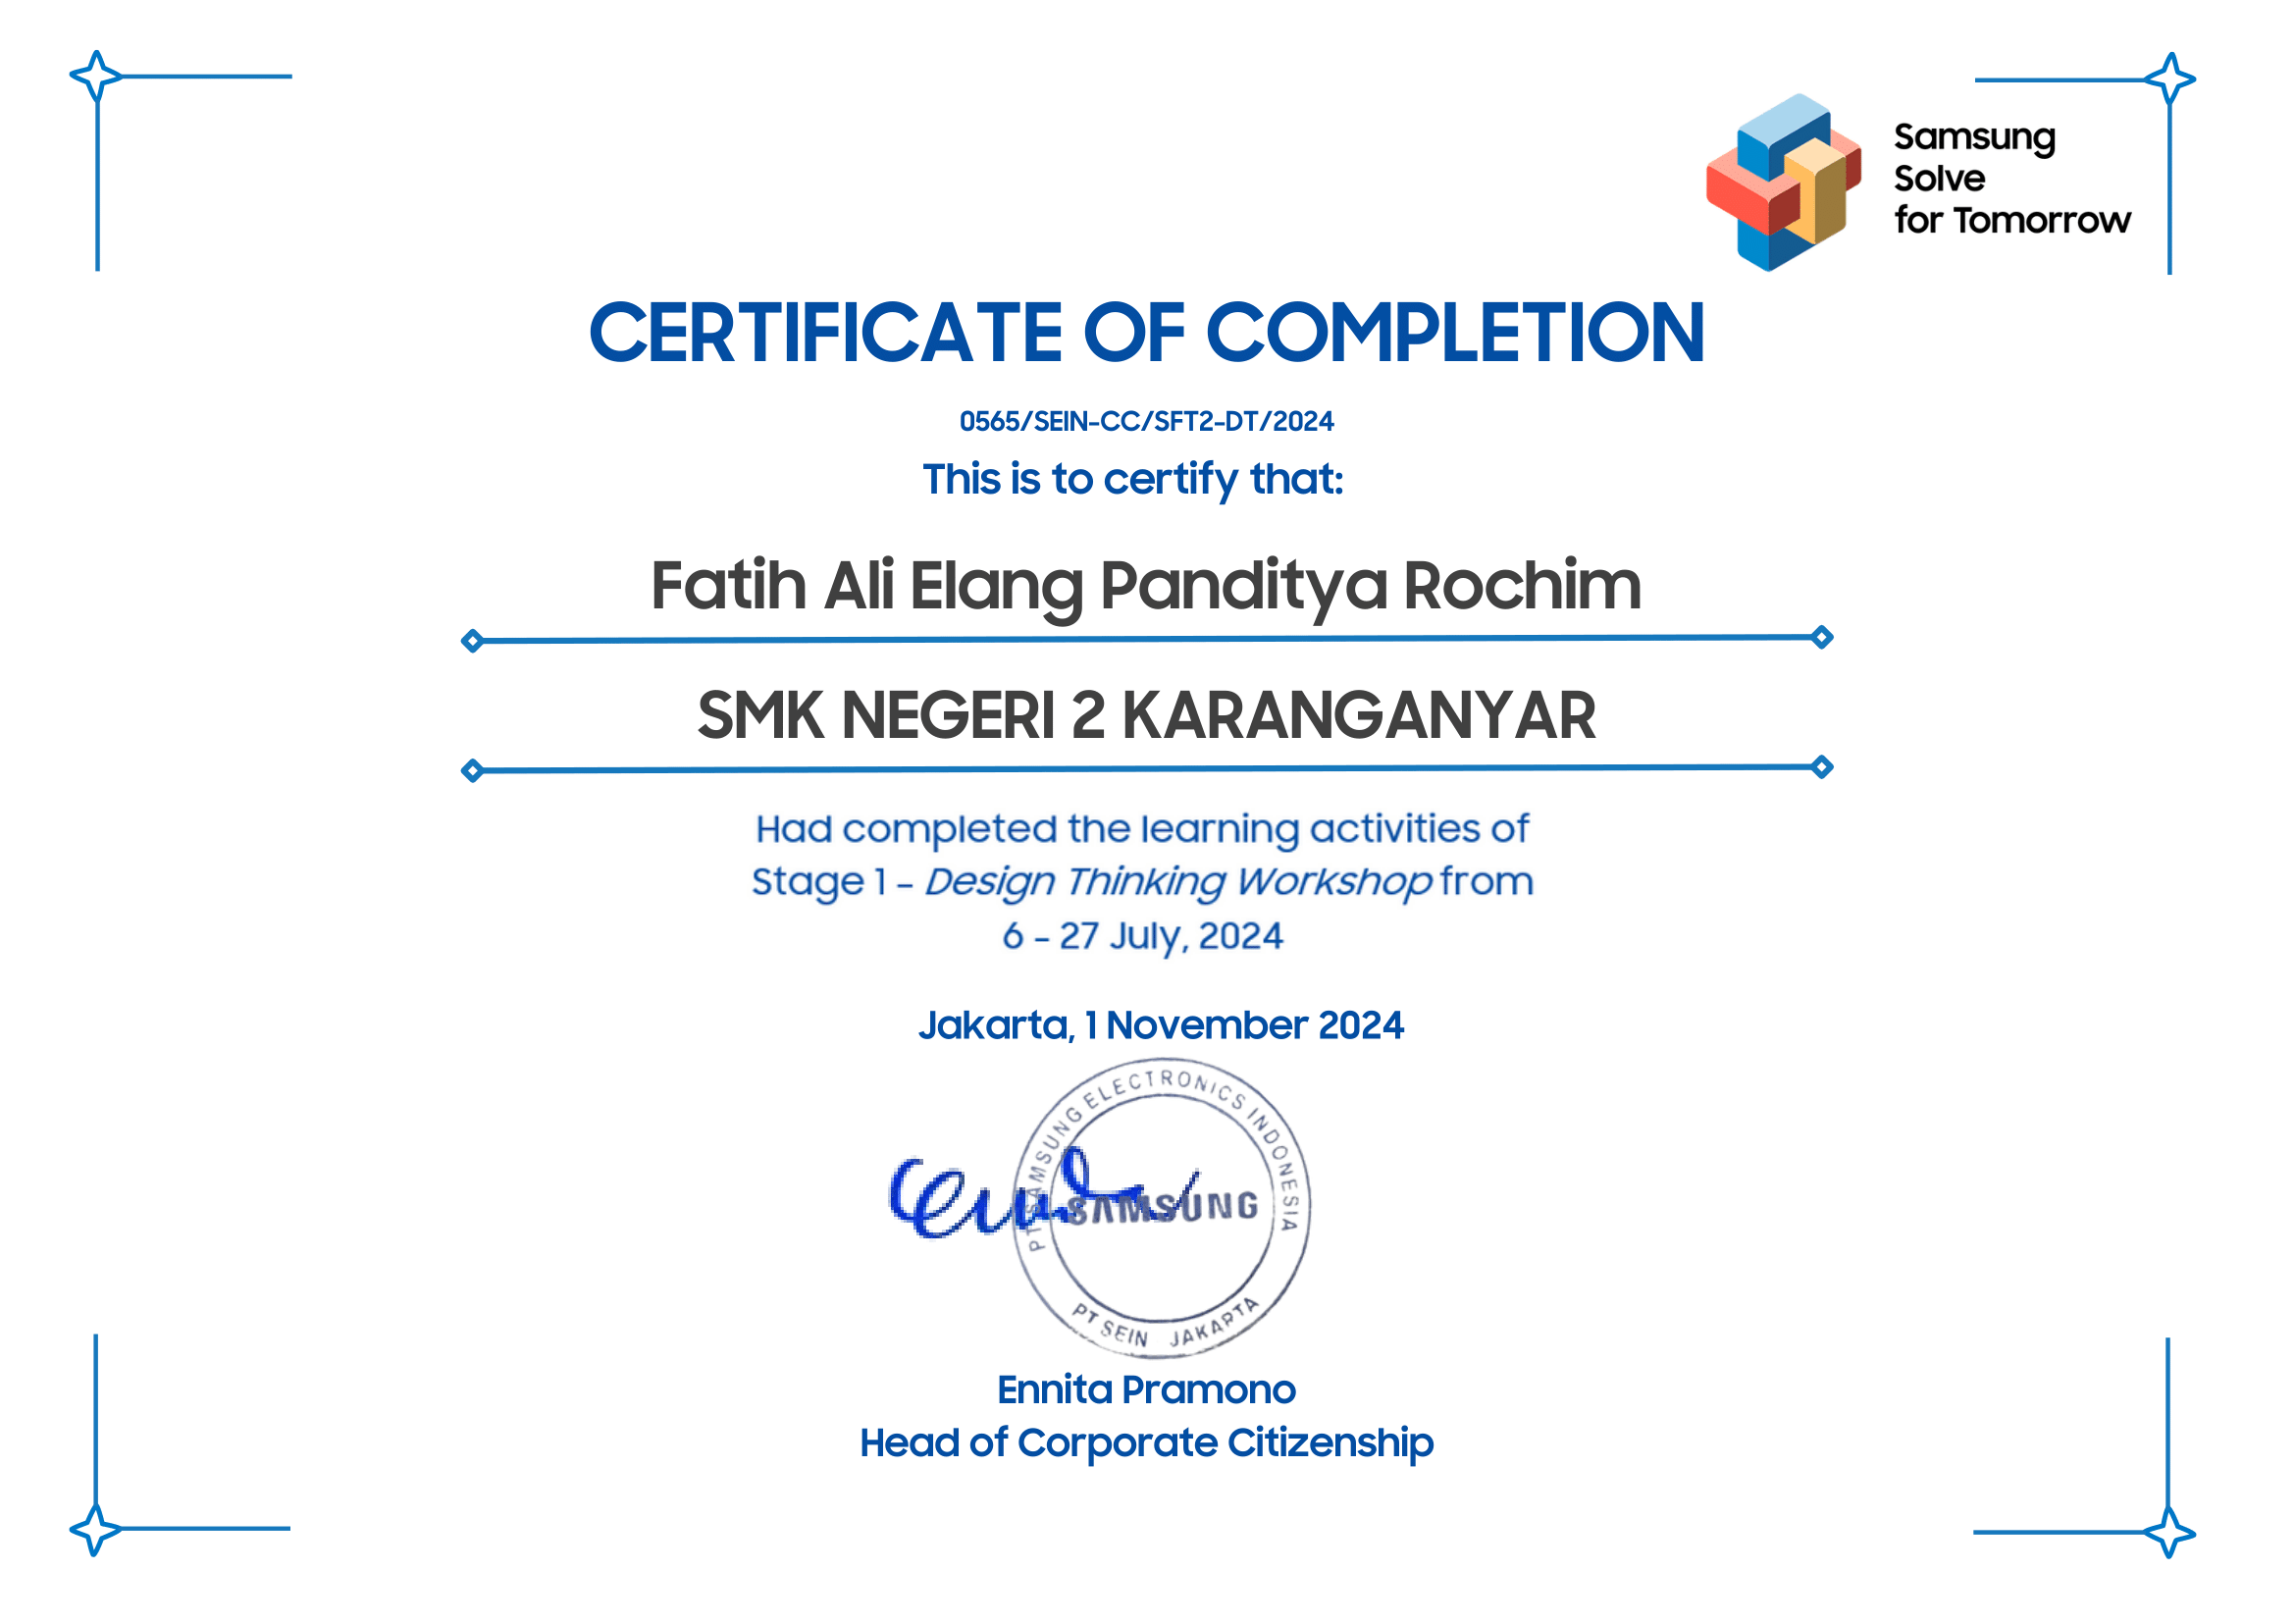 Samsung
Solve
for Tomorrow
CERTIFICATE OF COMPLETION
0565/SEIN-CC/SFT2-DT/2024
This is to certify that:
Fatih Ali Elang Panditya Rochim
SMK NEGERI 2 KARANGANYAR
Had completed the learning activities of
Stage 1 - Design Thinking Workshop from
6 - 27 July, 2024
Jakarta, 1 November 2024
PT SAMSUNG ELECTRONICS INDONESIA
SAMSUNG
PT SEIN JAKARTA
Ennita Pramono
Head of Corporate Citizenship